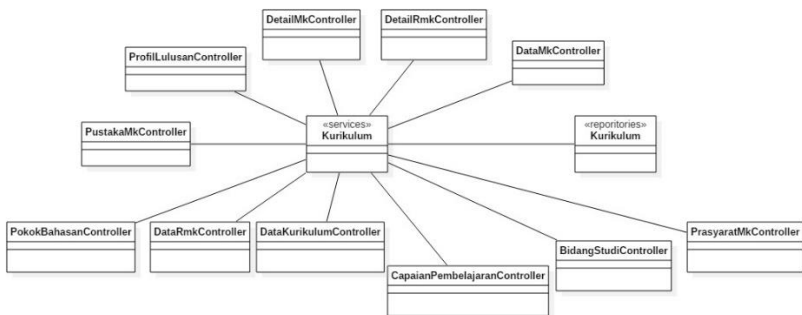 DetailMkController
DetailRmkController
ProfilLulusanController
DataMkController
«services»
Kurikulum
«reporitories»
Kurikulum
PustakaMkController
PokokBahasanController
DataRmkController
DataKurikulumController
PrasyaratMkController
BidangStudiController
CapaianPembelajaranController